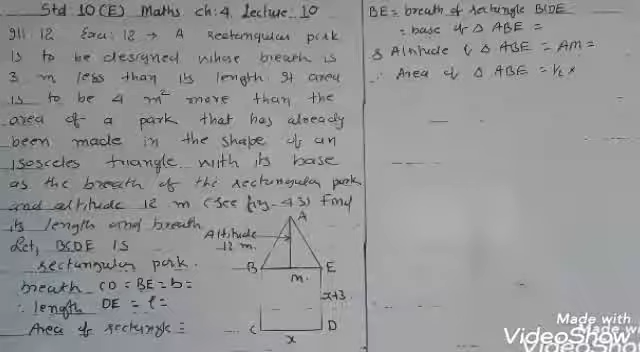 Std 10(E) Maths ch:4 Lecture 10
Ill 12 Exa: 12 → A rectangular park
is to be designed whose breath is
3 m less than its length. It area
is to be 4 m² more than the
area of a park that has already
been made in the shape of an
isosceles triangle with its base
as the breath of the rectangular park
and altitude 12 m (see fig-4.3) Find
its length and breath
Let, BCDE is
rectangular park.
breath CD = BE = b =
∴ length DE = l =
Area of rectangle =
A
Altitude
12 m.
B
E
m.
x+3
C
D
x
BE = breath of rectangle BCDE
= base of Δ ABE =
& Altitude of Δ ABE = AM =
∴ Area of Δ ABE = 1/2 ×
Made with
VideoShow